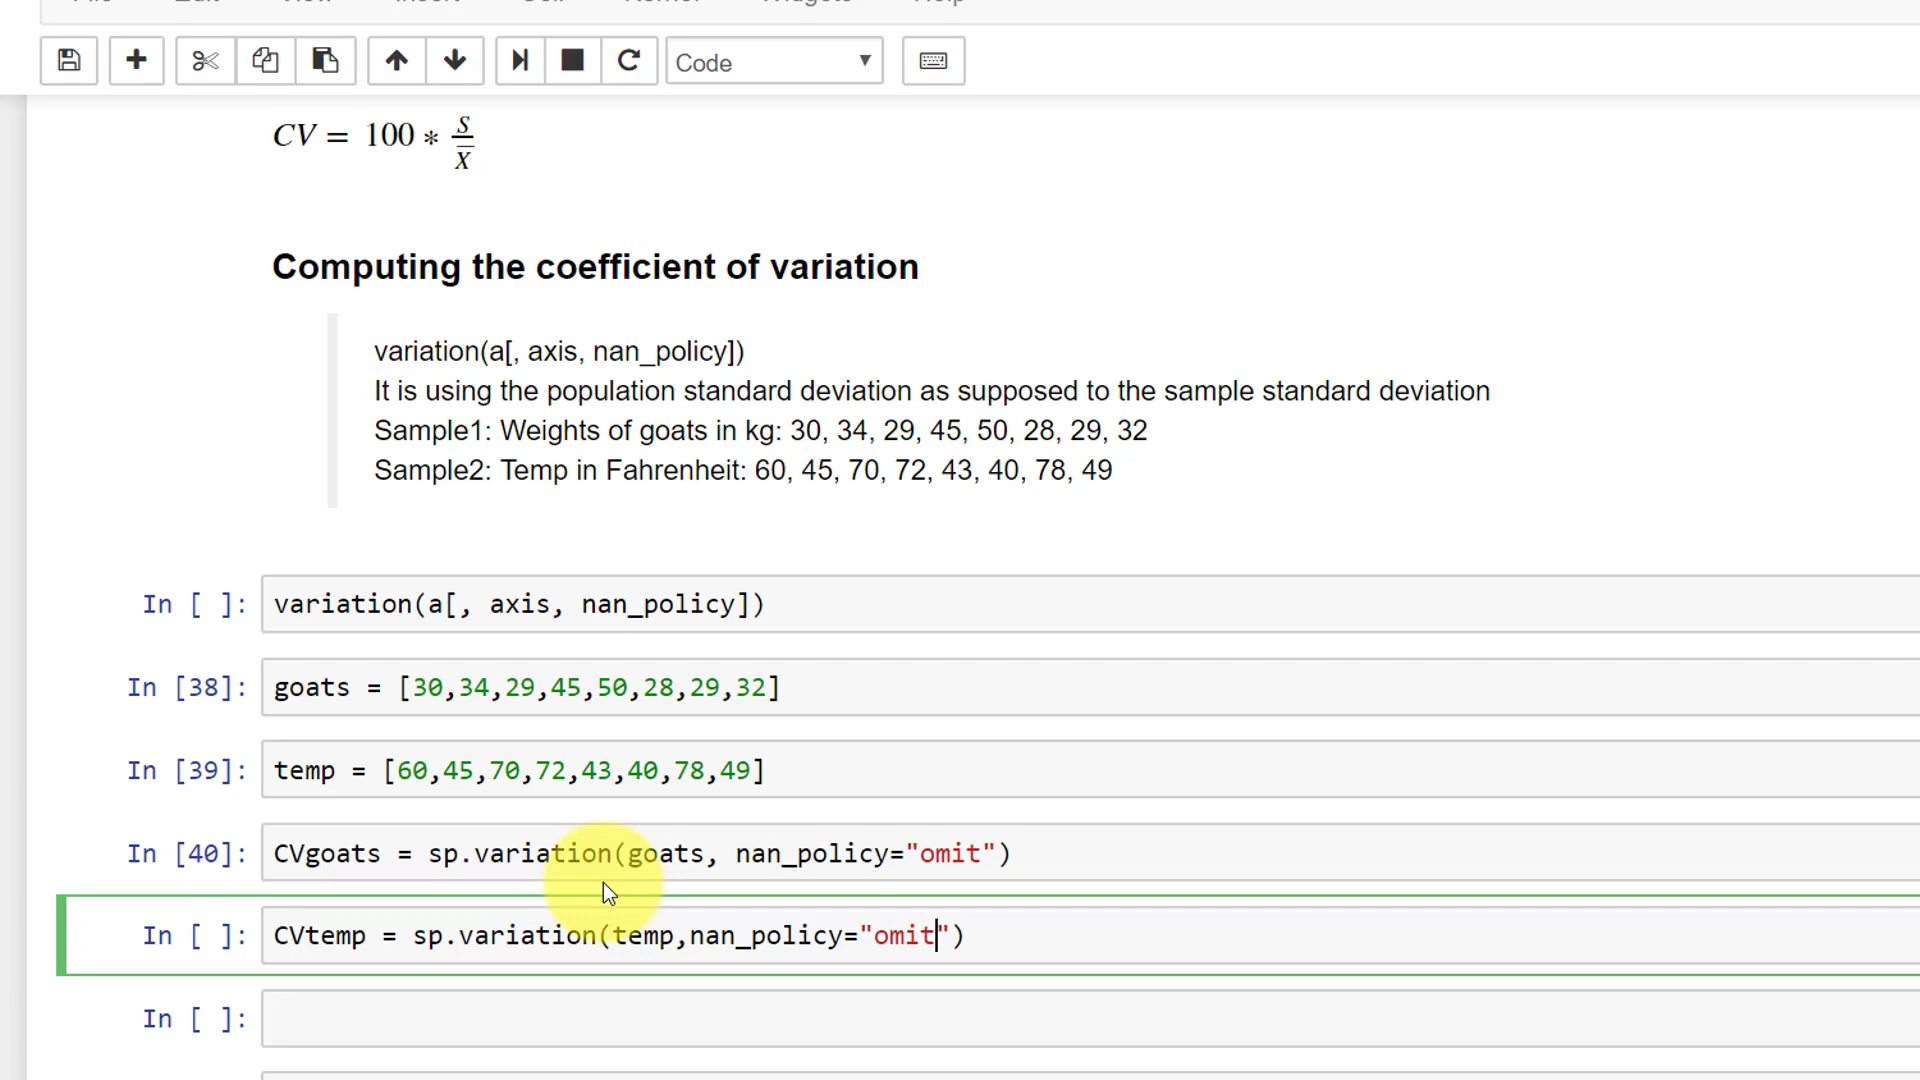 Code
CV = 100 * S/X̅
Computing the coefficient of variation
variation(a[, axis, nan_policy])
It is using the population standard deviation as supposed to the sample standard deviation
Sample1: Weights of goats in kg: 30, 34, 29, 45, 50, 28, 29, 32
Sample2: Temp in Fahrenheit: 60, 45, 70, 72, 43, 40, 78, 49
In [ ]: variation(a[, axis, nan_policy])
In [38]: goats = [30,34,29,45,50,28,29,32]
In [39]: temp = [60,45,70,72,43,40,78,49]
In [40]: CVgoats = sp.variation(goats, nan_policy="omit")
In [ ]: CVtemp = sp.variation(temp,nan_policy="omit")
In [ ]: